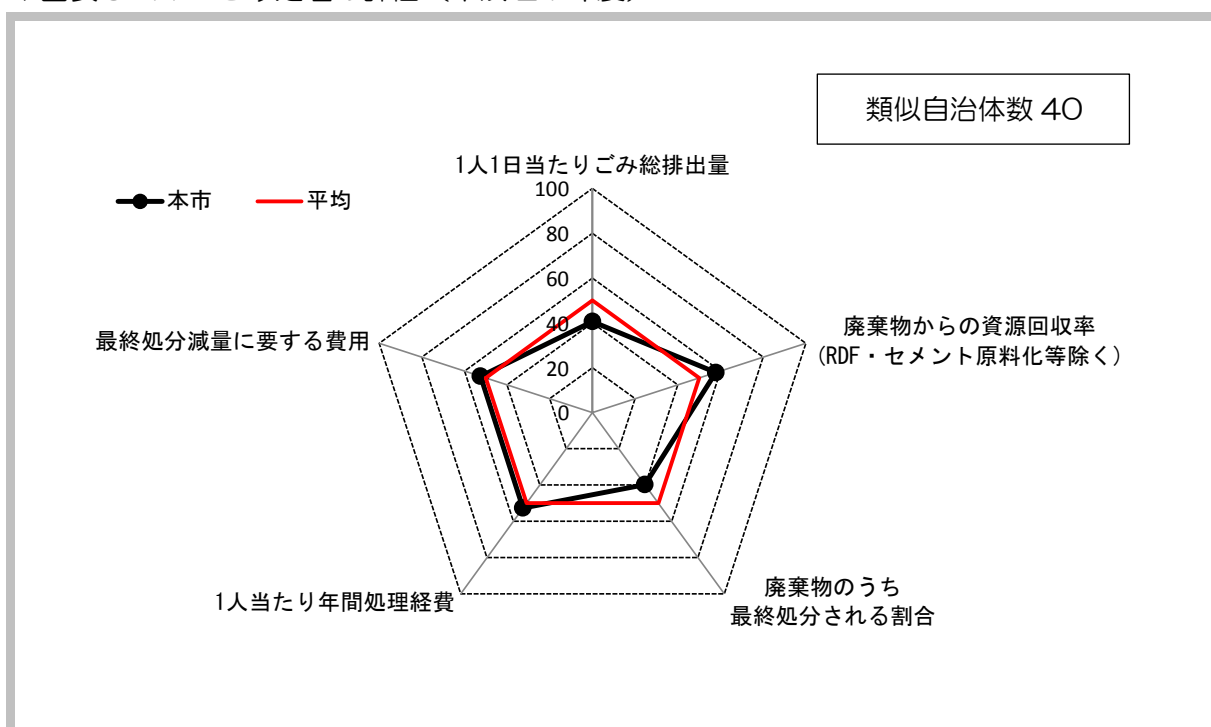 類似自治体数 40
1人1日当たりごみ総排出量
本市
平均
100
80
60
40
20
0
最終処分減量に要する費用
廃棄物からの資源回収率
(RDF・セメント原料化等除く)
1人当たり年間処理経費
廃棄物のうち
最終処分される割合